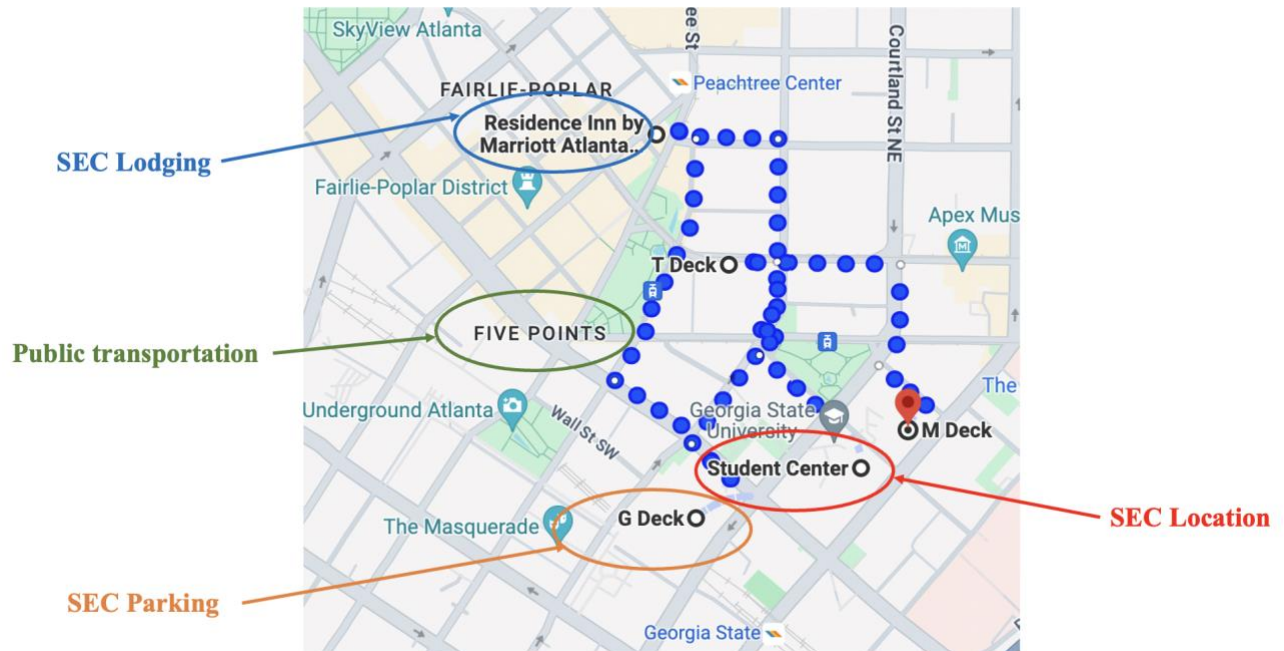 SkyView Atlanta
ee St
Courtland St NE
Peachtree Center
FAIRLIE-POPLAR
Residence Inn by
Marriott Atlanta..
SEC Lodging
Fairlie-Poplar District
Apex Mus
T Deck
FIVE POINTS
Public transportation
The
Underground Atlanta
Wall St SW
Georgia State
University
M Deck
Student Center
SEC Location
G Deck
The Masquerade
SEC Parking
Georgia State